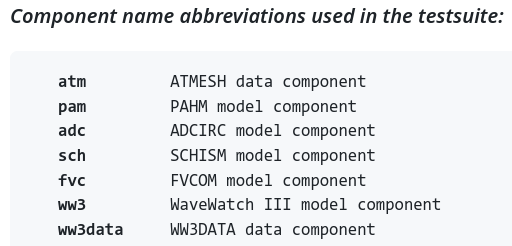 Component name abbreviations used in the testsuite:
atm ATMESH data component
pam PAHM model component
adc ADCIRC model component
sch SCHISM model component
fvc FVCOM model component
ww3 WaveWatch III model component
ww3data WW3DATA data component